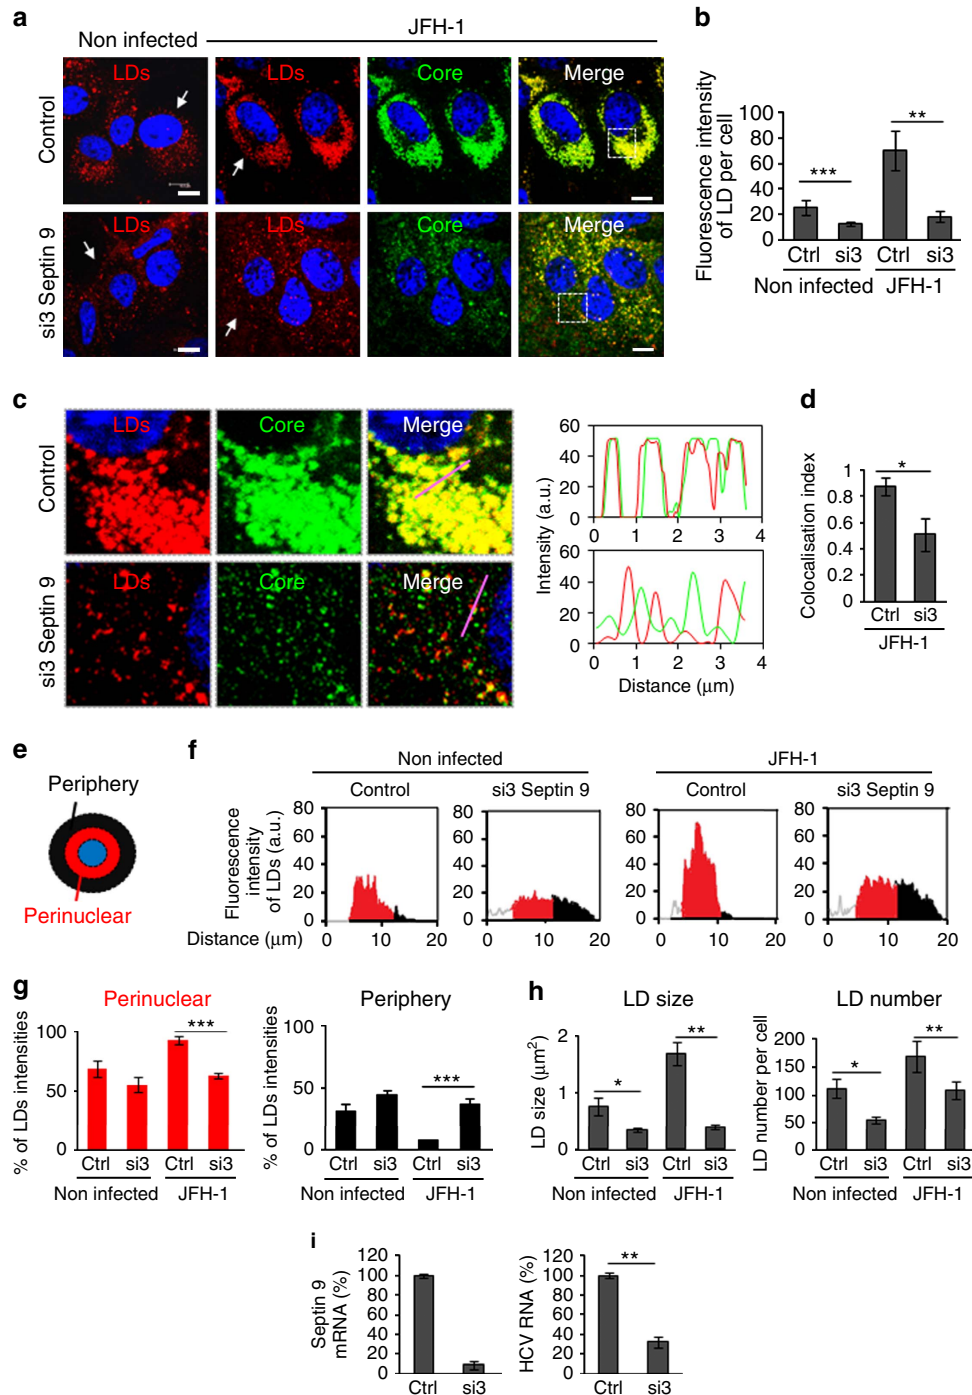 a
Non infected
JFH-1
LDs
LDs
Core
Merge
Control
LDs
LDs
Core
Merge
si3 Septin 9
b
Fluorescence intensity
of LD per cell
100
80
60
40
20
0
***
**
Ctrl si3 Ctrl si3
Non infected JFH-1
c
LDs
Core
Merge
Control
LDs
Core
Merge
si3 Septin 9
Intensity (a.u.)
60
40
20
0
0 1 2 3 4
60
40
20
0
0 1 2 3 4
Distance (μm)
d
Colocalisation index
1
0.8
0.6
0.4
0.2
0
*
Ctrl si3
JFH-1
e
Periphery
Perinuclear
f
Non infected
JFH-1
Control
si3 Septin 9
Control
si3 Septin 9
Fluorescence
intensity
of LDs (a.u.)
80
60
40
20
0
80
60
40
20
0
80
60
40
20
0
80
60
40
20
0
Distance (μm)
0 10 20
0 10 20
0 10 20
0 10 20
g
Perinuclear
% of LDs intensities
100
50
0
***
Ctrl si3 Ctrl si3
Non infected JFH-1
Periphery
% of LDs intensities
100
50
0
***
Ctrl si3 Ctrl si3
Non infected JFH-1
h
LD size
LD size (μm²)
2
1
0
*
**
Ctrl si3 Ctrl si3
Non infected JFH-1
LD number
LD number per cell
200
150
100
50
0
*
**
Ctrl si3 Ctrl si3
Non infected JFH-1
i
Septin 9
mRNA (%)
120
100
80
60
40
20
0
Ctrl si3
HCV RNA (%)
120
100
80
60
40
20
0
**
Ctrl si3